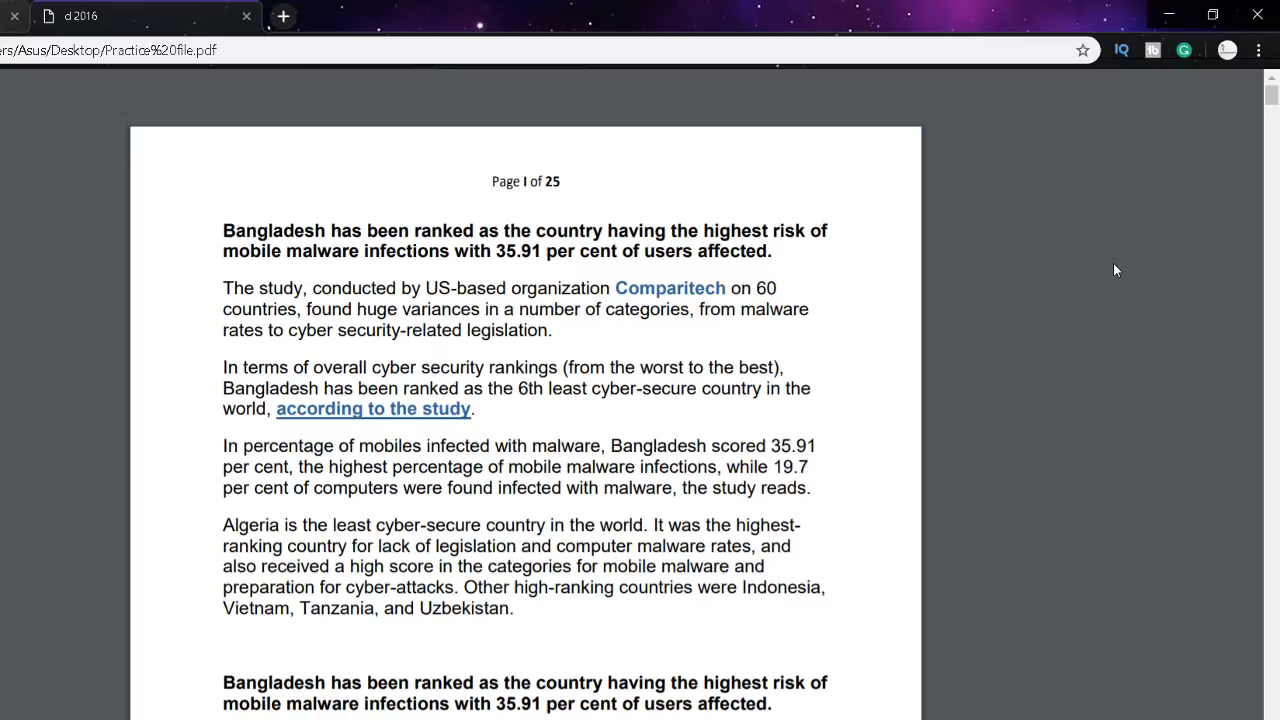 cl 2016
ers/Asus/Desktop/Practice%20file.pdf
IQ
tb
G
Page I of 25
Bangladesh has been ranked as the country having the highest risk of
mobile malware infections with 35.91 per cent of users affected.
The study, conducted by US-based organization Comparitech on 60
countries, found huge variances in a number of categories, from malware
rates to cyber security-related legislation.
In terms of overall cyber security rankings (from the worst to the best),
Bangladesh has been ranked as the 6th least cyber-secure country in the
world, according to the study.
In percentage of mobiles infected with malware, Bangladesh scored 35.91
per cent, the highest percentage of mobile malware infections, while 19.7
per cent of computers were found infected with malware, the study reads.
Algeria is the least cyber-secure country in the world. It was the highest-
ranking country for lack of legislation and computer malware rates, and
also received a high score in the categories for mobile malware and
preparation for cyber-attacks. Other high-ranking countries were Indonesia,
Vietnam, Tanzania, and Uzbekistan.
Bangladesh has been ranked as the country having the highest risk of
mobile malware infections with 35.91 per cent of users affected.